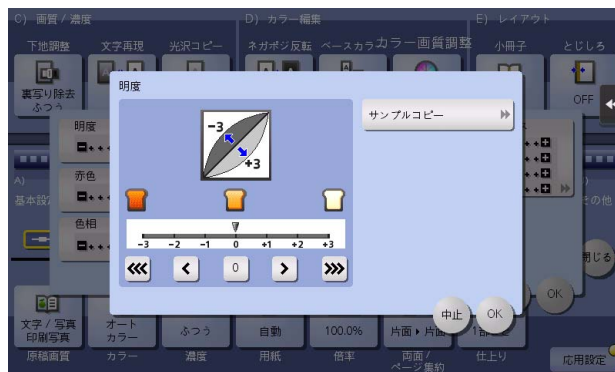 C) 画質 / 濃度
D) カラー編集
E) レイアウト
下地調整
文字再現
光沢コピー
ネガポジ反転
ベースカラー
カラー画質調整
小冊子
とじしろ
裏写り除去
ふつう
OFF
明度
赤色
色相
A)
基本設定
その他
閉じる
OK
明度
-3
+3
サンプルコピー
-3 -2 -1 0 +1 +2 +3
0
中止
OK
文字 / 写真
印刷写真
オート
カラー
ふつう
自動
100.0%
片面 ▸ 片面
原稿画質
カラー
濃度
用紙
倍率
両面 /
ページ集約
仕上り
応用設定